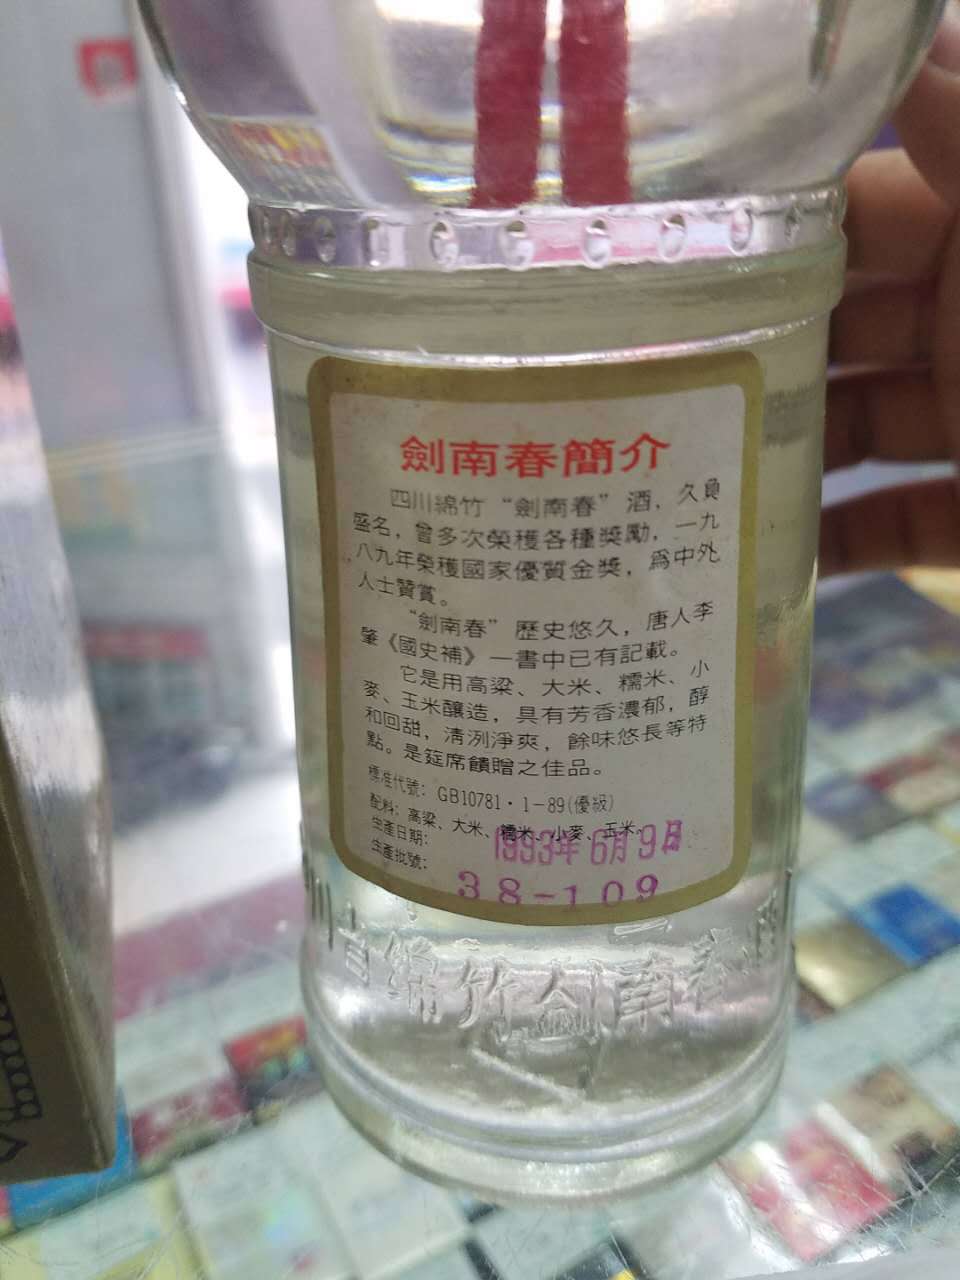 劍南春簡介
四川綿竹“劍南春”酒，久負
盛名，曾多次榮獲各種獎勵，一九
八九年榮獲國家優質金獎，爲中外
人士贊賞。
“劍南春”歷史悠久，唐人李
肇《國史補》一書中已有記載。
它是用高粱、大米、糯米、小
麥、玉米釀造，具有芳香濃郁，醇
和回甜，清洌淨爽，餘味悠長等特
點。是筵席饋贈之佳品。
標准代號：GB10781·1-89(優級)
配料：高粱、大米、糯米、小麥、玉米。
生產日期：1993年6月9日
生產批號：38-109
川省绵竹剑南春酒